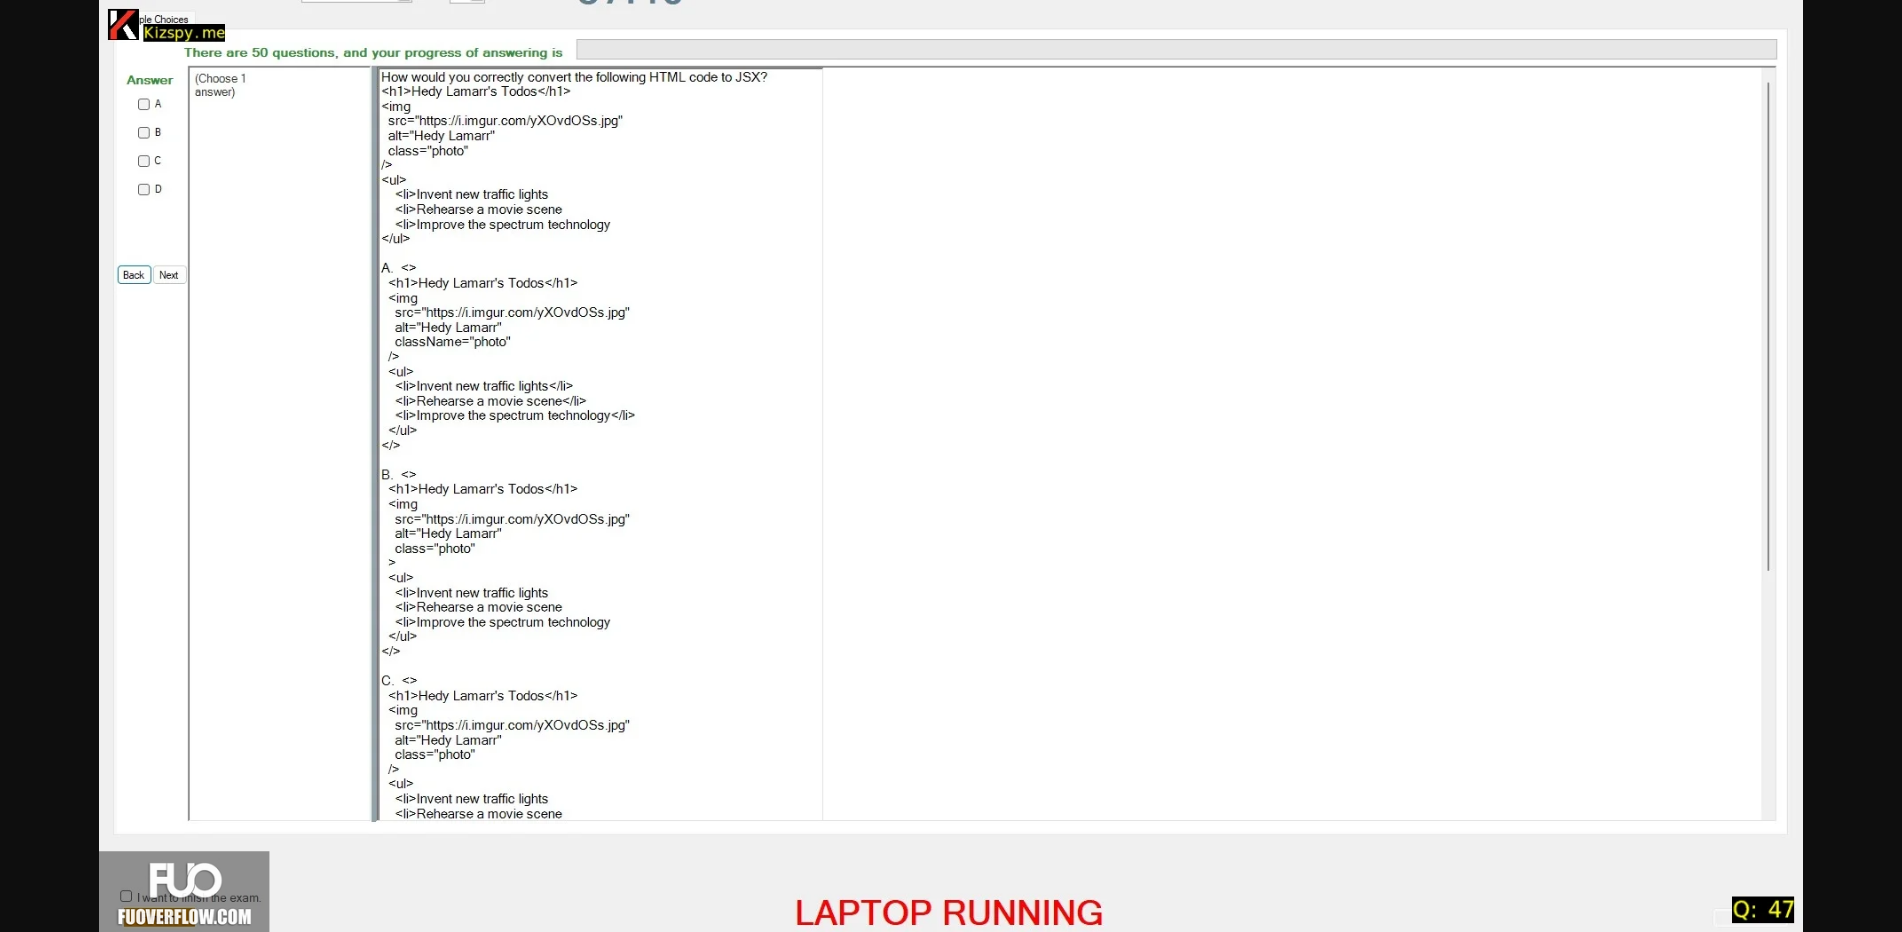 ple Choices
Kizspy.me
There are 50 questions, and your progress of answering is
Answer
A
B
C
D
Back Next
(Choose 1
answer)
How would you correctly convert the following HTML code to JSX?
<h1>Hedy Lamarr's Todos</h1>
<img
src="https://i.imgur.com/yXOvdOSs.jpg"
alt="Hedy Lamarr"
class="photo"
/>
<ul>
<li>Invent new traffic lights
<li>Rehearse a movie scene
<li>Improve the spectrum technology
</ul>
A. <>
<h1>Hedy Lamarr's Todos</h1>
<img
src="https://i.imgur.com/yXOvdOSs.jpg"
alt="Hedy Lamarr"
className="photo"
/>
<ul>
<li>Invent new traffic lights</li>
<li>Rehearse a movie scene</li>
<li>Improve the spectrum technology</li>
</ul>
</>
B. <>
<h1>Hedy Lamarr's Todos</h1>
<img
src="https://i.imgur.com/yXOvdOSs.jpg"
alt="Hedy Lamarr"
class="photo"
>
<ul>
<li>Invent new traffic lights
<li>Rehearse a movie scene
<li>Improve the spectrum technology
</ul>
</>
C. <>
<h1>Hedy Lamarr's Todos</h1>
<img
src="https://i.imgur.com/yXOvdOSs.jpg"
alt="Hedy Lamarr"
class="photo"
/>
<ul>
<li>Invent new traffic lights
<li>Rehearse a movie scene
FUO
I want to finish the exam.
FUOVERFLOW.COM
LAPTOP RUNNING
Q: 47